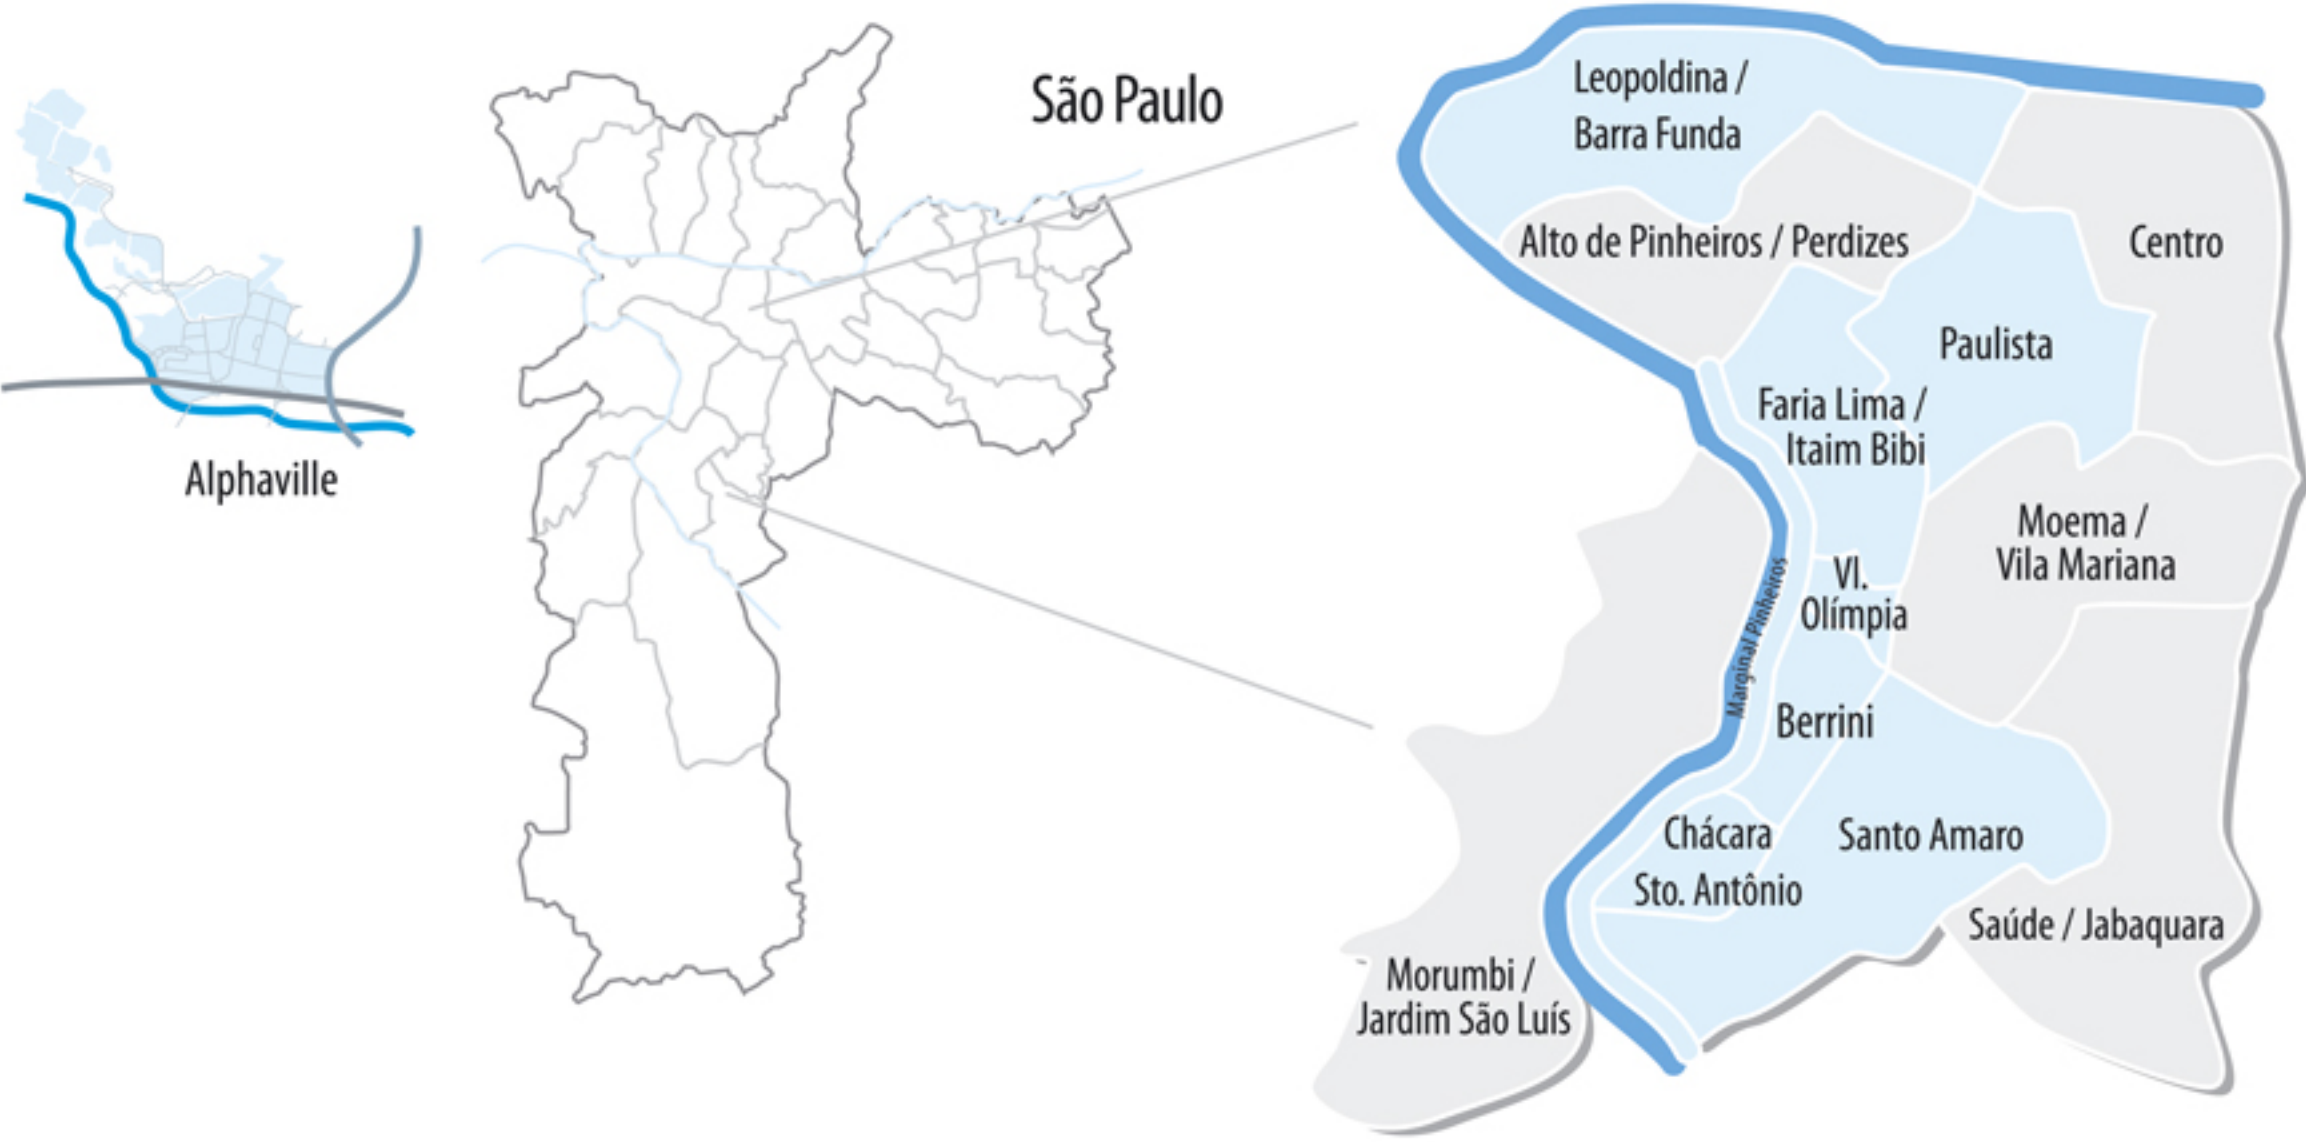 São Paulo
Alphaville
Leopoldina /
Barra Funda
Alto de Pinheiros / Perdizes
Centro
Paulista
Faria Lima /
Itaim Bibi
Moema /
Vila Mariana
Vl.
Olímpia
Marginal Pinheiros
Berrini
Chácara
Sto. Antônio
Santo Amaro
Saúde / Jabaquara
Morumbi /
Jardim São Luís